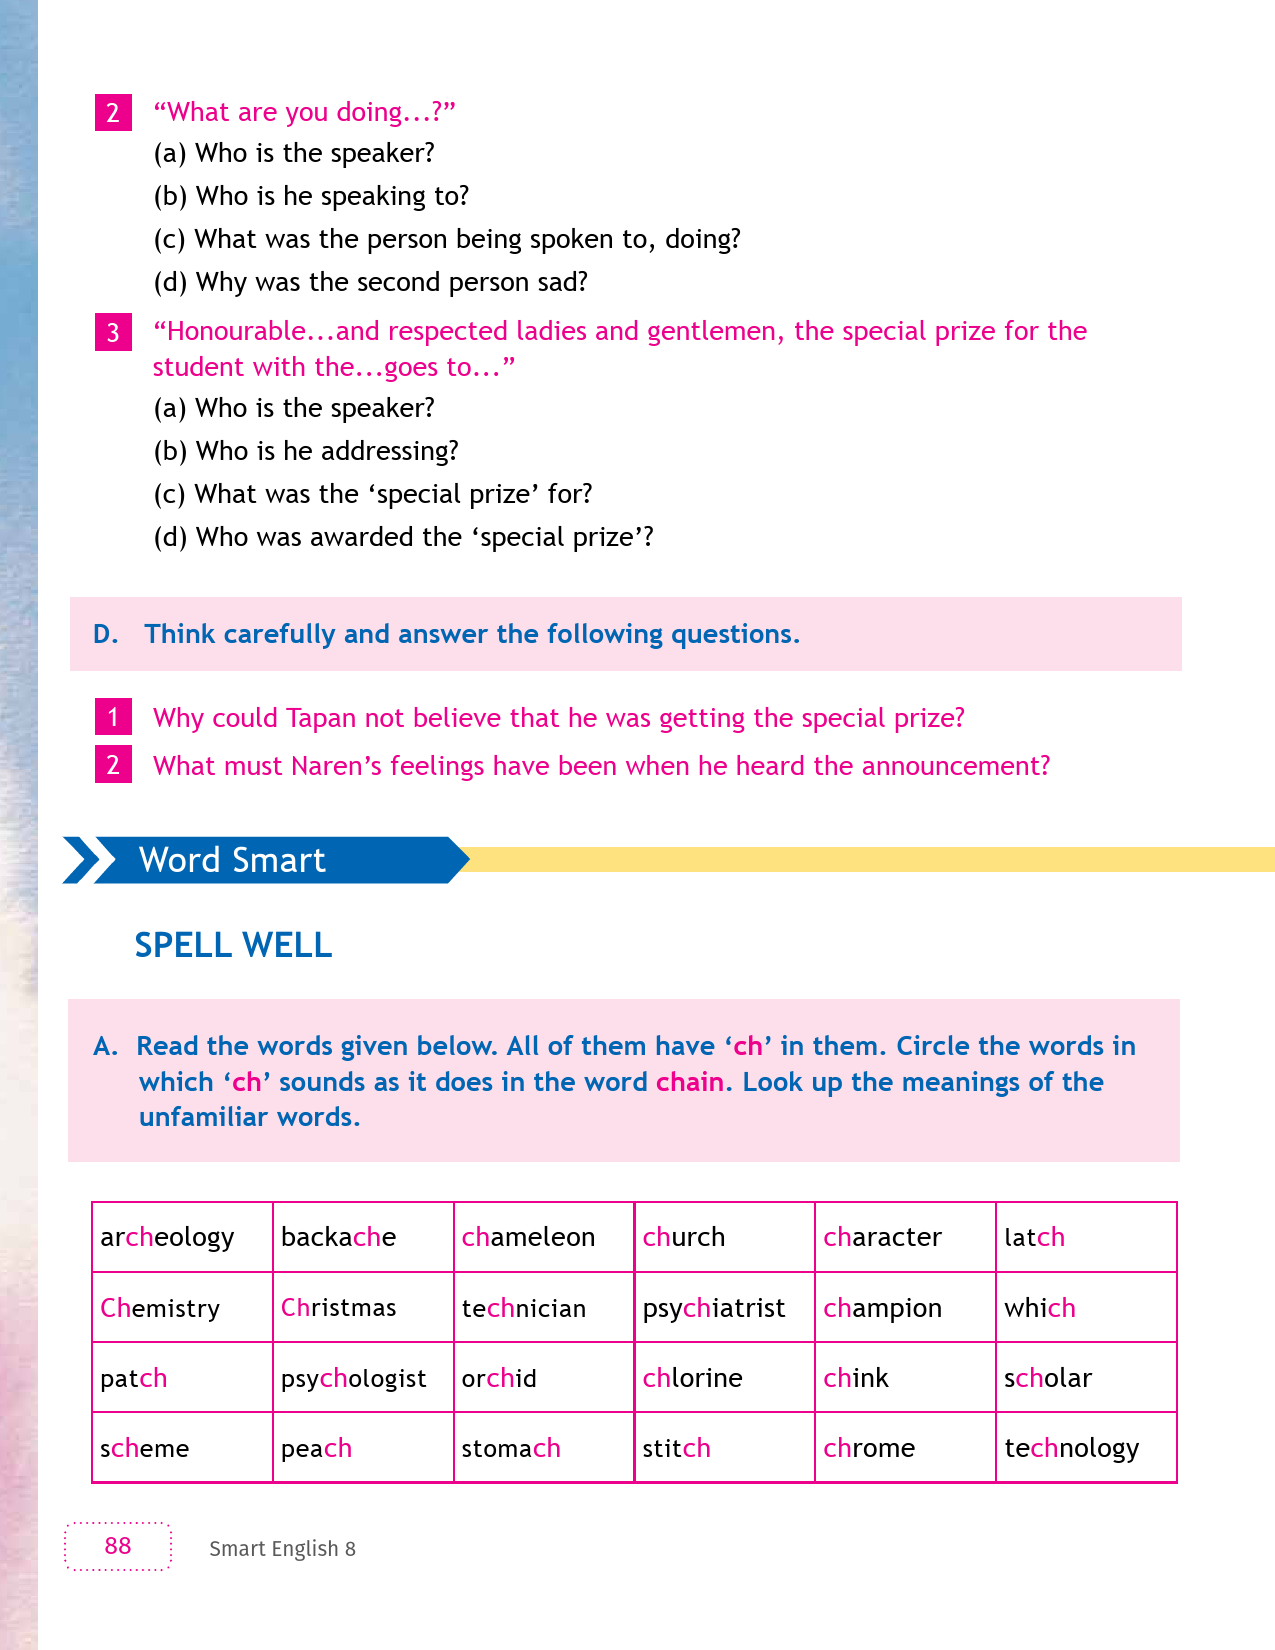 2 “What are you doing...?”
(a) Who is the speaker?
(b) Who is he speaking to?
(c) What was the person being spoken to, doing?
(d) Why was the second person sad?
3 “Honourable...and respected ladies and gentlemen, the special prize for the
student with the...goes to...”
(a) Who is the speaker?
(b) Who is he addressing?
(c) What was the ‘special prize’ for?
(d) Who was awarded the ‘special prize’?
D. Think carefully and answer the following questions.
1 Why could Tapan not believe that he was getting the special prize?
2 What must Naren’s feelings have been when he heard the announcement?
Word Smart
SPELL WELL
A. Read the words given below. All of them have ‘ch’ in them. Circle the words in
which ‘ch’ sounds as it does in the word chain. Look up the meanings of the
unfamiliar words.
archeology backache chameleon church character latch
Chemistry Christmas technician psychiatrist champion which
patch psychologist orchid chlorine chink scholar
scheme peach stomach stitch chrome technology
88 Smart English 8